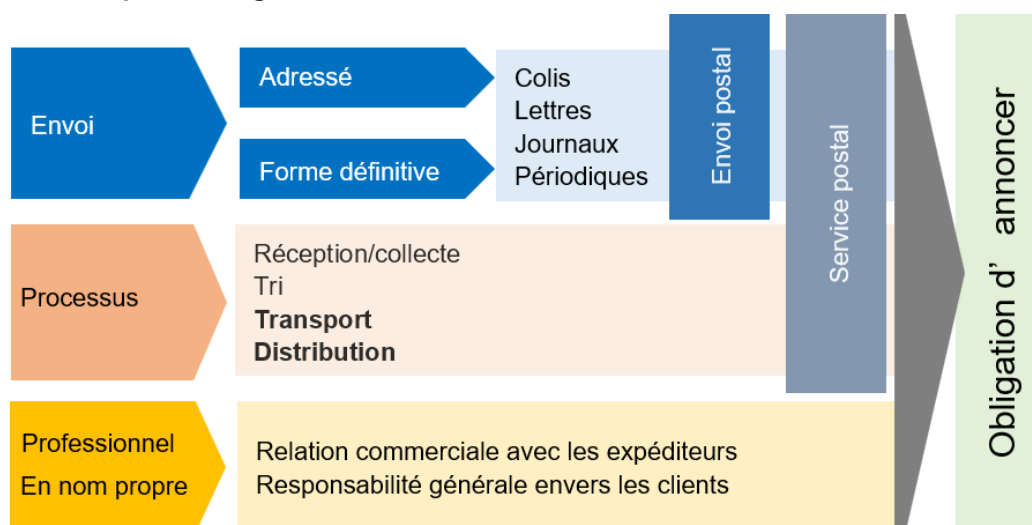 Envoi
Adressé
Forme définitive
Colis
Lettres
Journaux
Périodiques
Envoi postal
Service postal
Processus
Réception/collecte
Tri
Transport
Distribution
Professionnel
En nom propre
Relation commerciale avec les expéditeurs
Responsabilité générale envers les clients
Obligation d’ annoncer